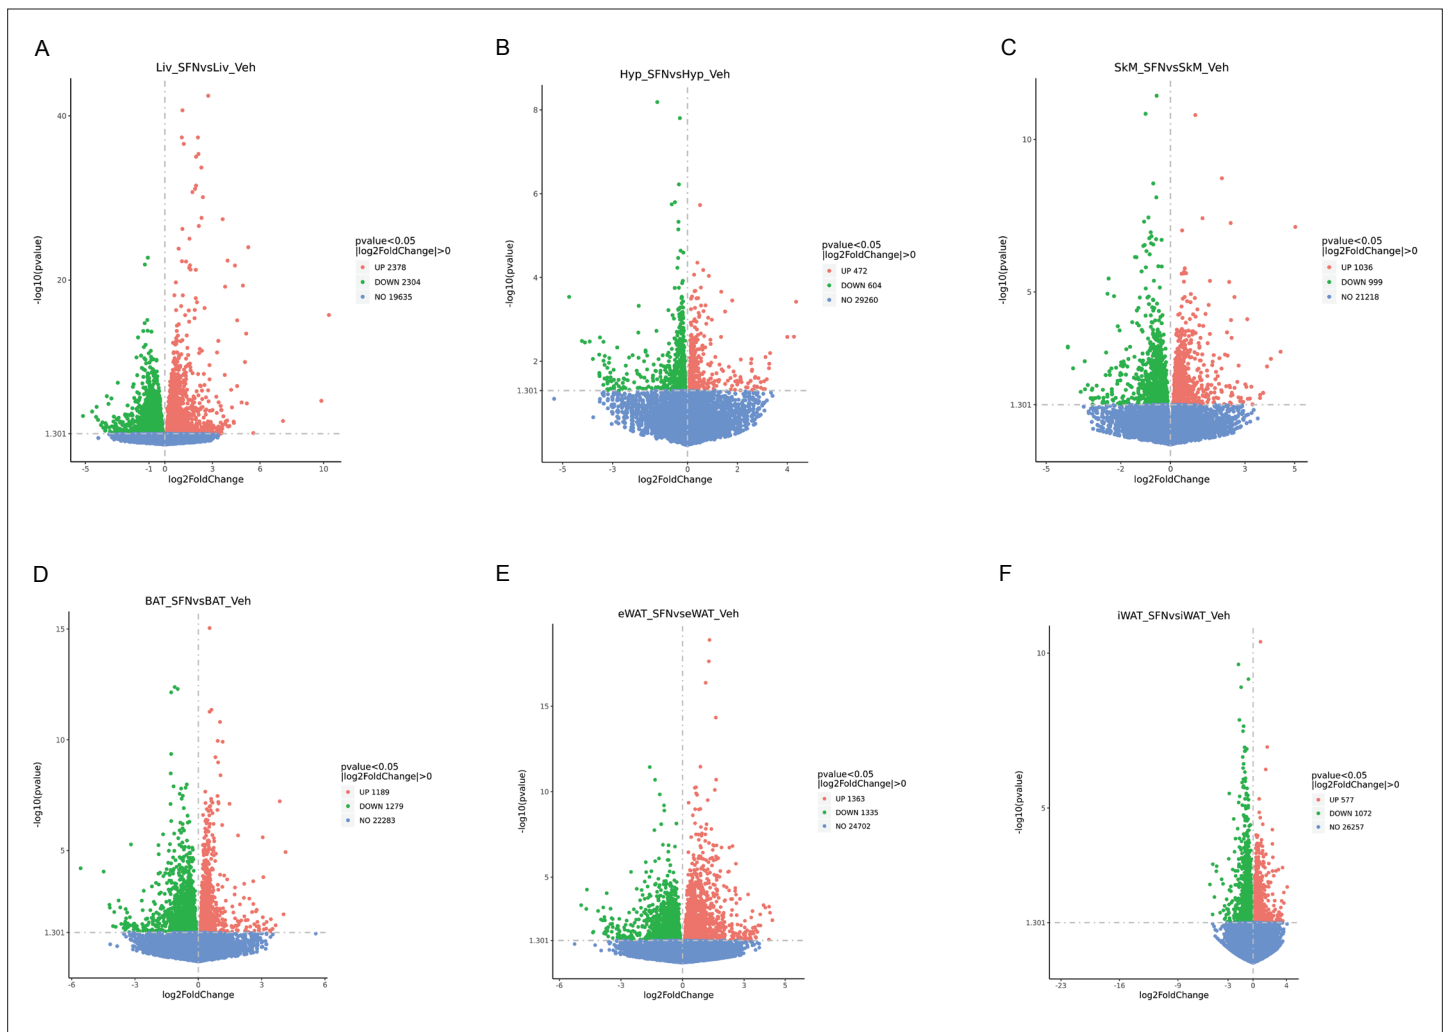 A
Liv_SFNvsLiv_Veh
40
20
1.301
-log10(pvalue)
-5
-1
0
3
6
10
log2FoldChange
pvalue<0.05
|log2FoldChange|>0
UP 2378
DOWN 2304
NO 19635
B
Hyp_SFNvsHyp_Veh
8
6
4
2
1.301
-log10(pvalue)
-5
-2
0
2
4
log2FoldChange
pvalue<0.05
|log2FoldChange|>0
UP 472
DOWN 604
NO 29260
C
SkM_SFNvsSkM_Veh
10
5
1.301
-log10(pvalue)
-5
-2
0
3
5
log2FoldChange
pvalue<0.05
|log2FoldChange|>0
UP 1036
DOWN 999
NO 21218
D
BAT_SFNvsBAT_Veh
15
10
5
1.301
-log10(pvalue)
-6
-3
0
3
6
log2FoldChange
pvalue<0.05
|log2FoldChange|>0
UP 1189
DOWN 1279
NO 22283
E
eWAT_SFNvseWAT_Veh
15
10
5
1.301
-log10(pvalue)
-6
-3
0
3
5
log2FoldChange
pvalue<0.05
|log2FoldChange|>0
UP 1363
DOWN 1335
NO 24702
F
iWAT_SFNvsiWAT_Veh
10
5
1.301
-log10(pvalue)
-23
-16
-9
-3
0
4
log2FoldChange
pvalue<0.05
|log2FoldChange|>0
UP 577
DOWN 1072
NO 26257